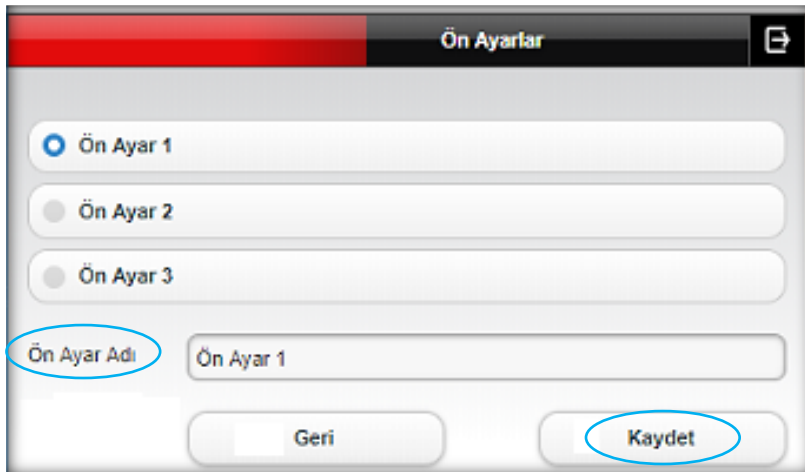 Ön Ayarlar
Ön Ayar 1
Ön Ayar 2
Ön Ayar 3
Ön Ayar Adı Ön Ayar 1
Geri Kaydet